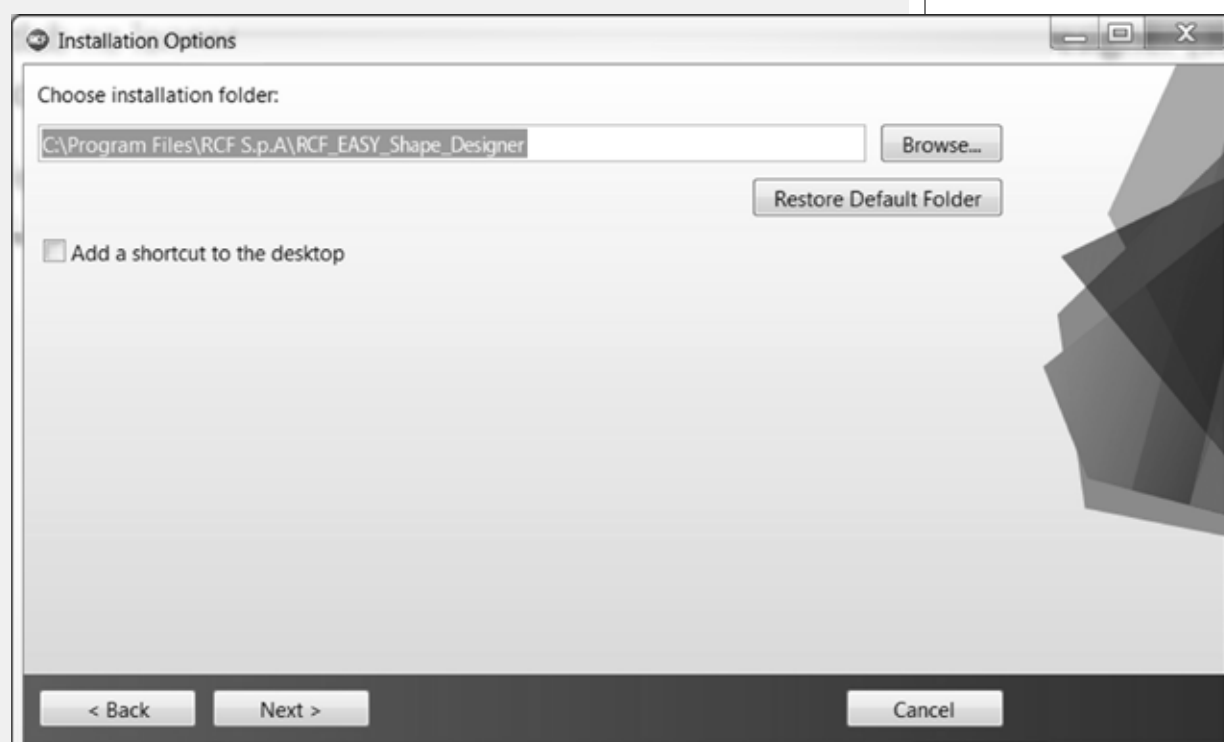 Installation Options
Choose installation folder:
C:\Program Files\RCF S.p.A\RCF_EASY_Shape_Designer
Browse...
Restore Default Folder
Add a shortcut to the desktop
< Back
Next >
Cancel